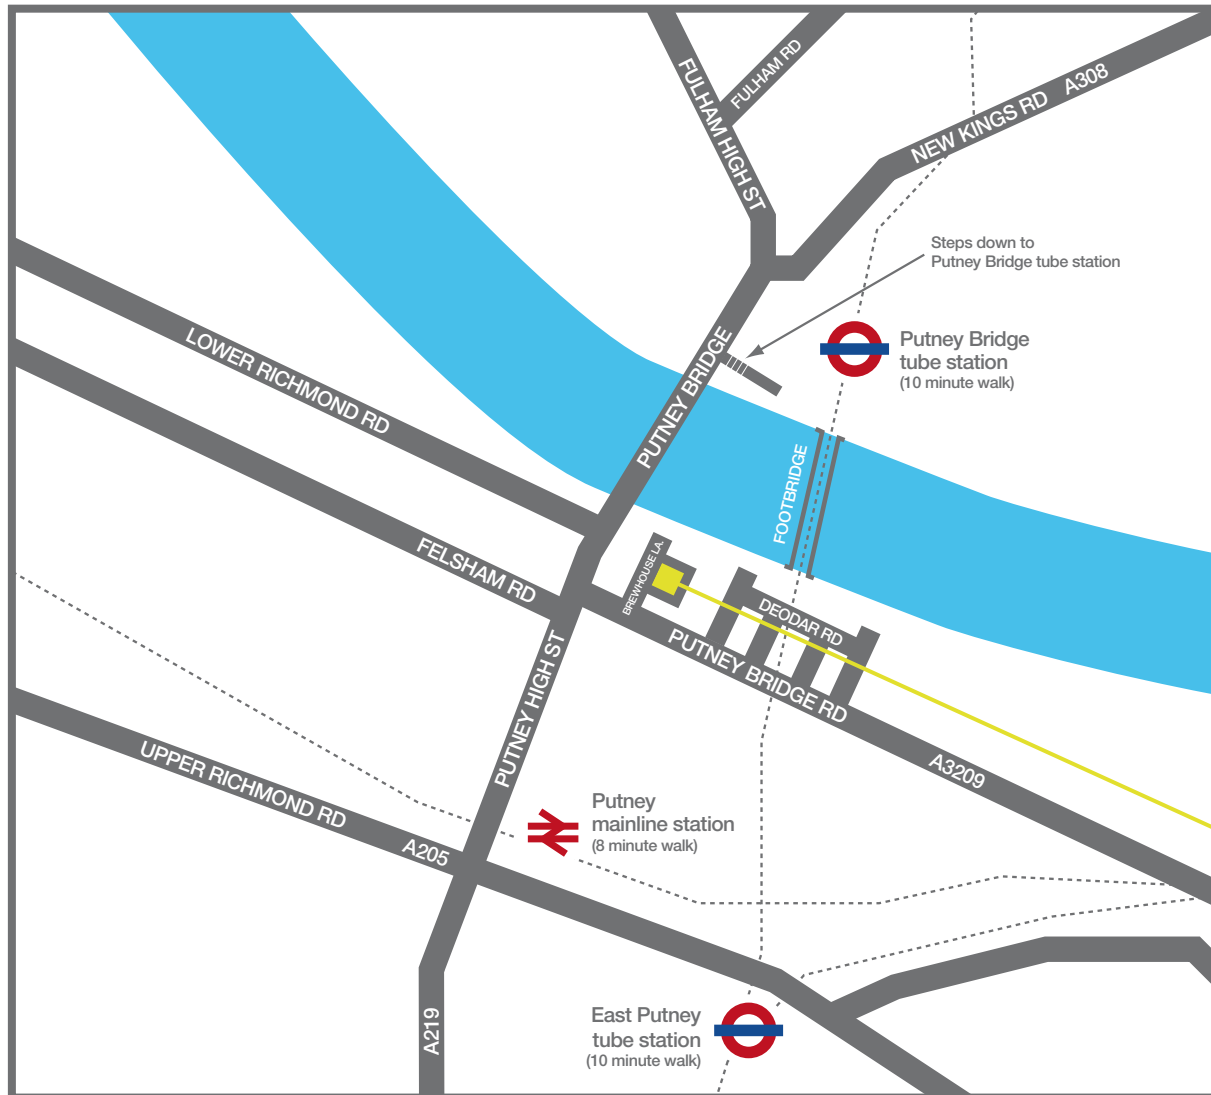 FULHAM HIGH ST
FULHAM RD
NEW KINGS RD A308
Steps down to
Putney Bridge tube station
Putney Bridge
tube station
(10 minute walk)
PUTNEY BRIDGE
LOWER RICHMOND RD
FOOTBRIDGE
FELSHAM RD
BREWHOUSE LA.
DEODAR RD
PUTNEY BRIDGE RD
A3209
PUTNEY HIGH ST
UPPER RICHMOND RD
A205
Putney
mainline station
(8 minute walk)
A219
East Putney
tube station
(10 minute walk)